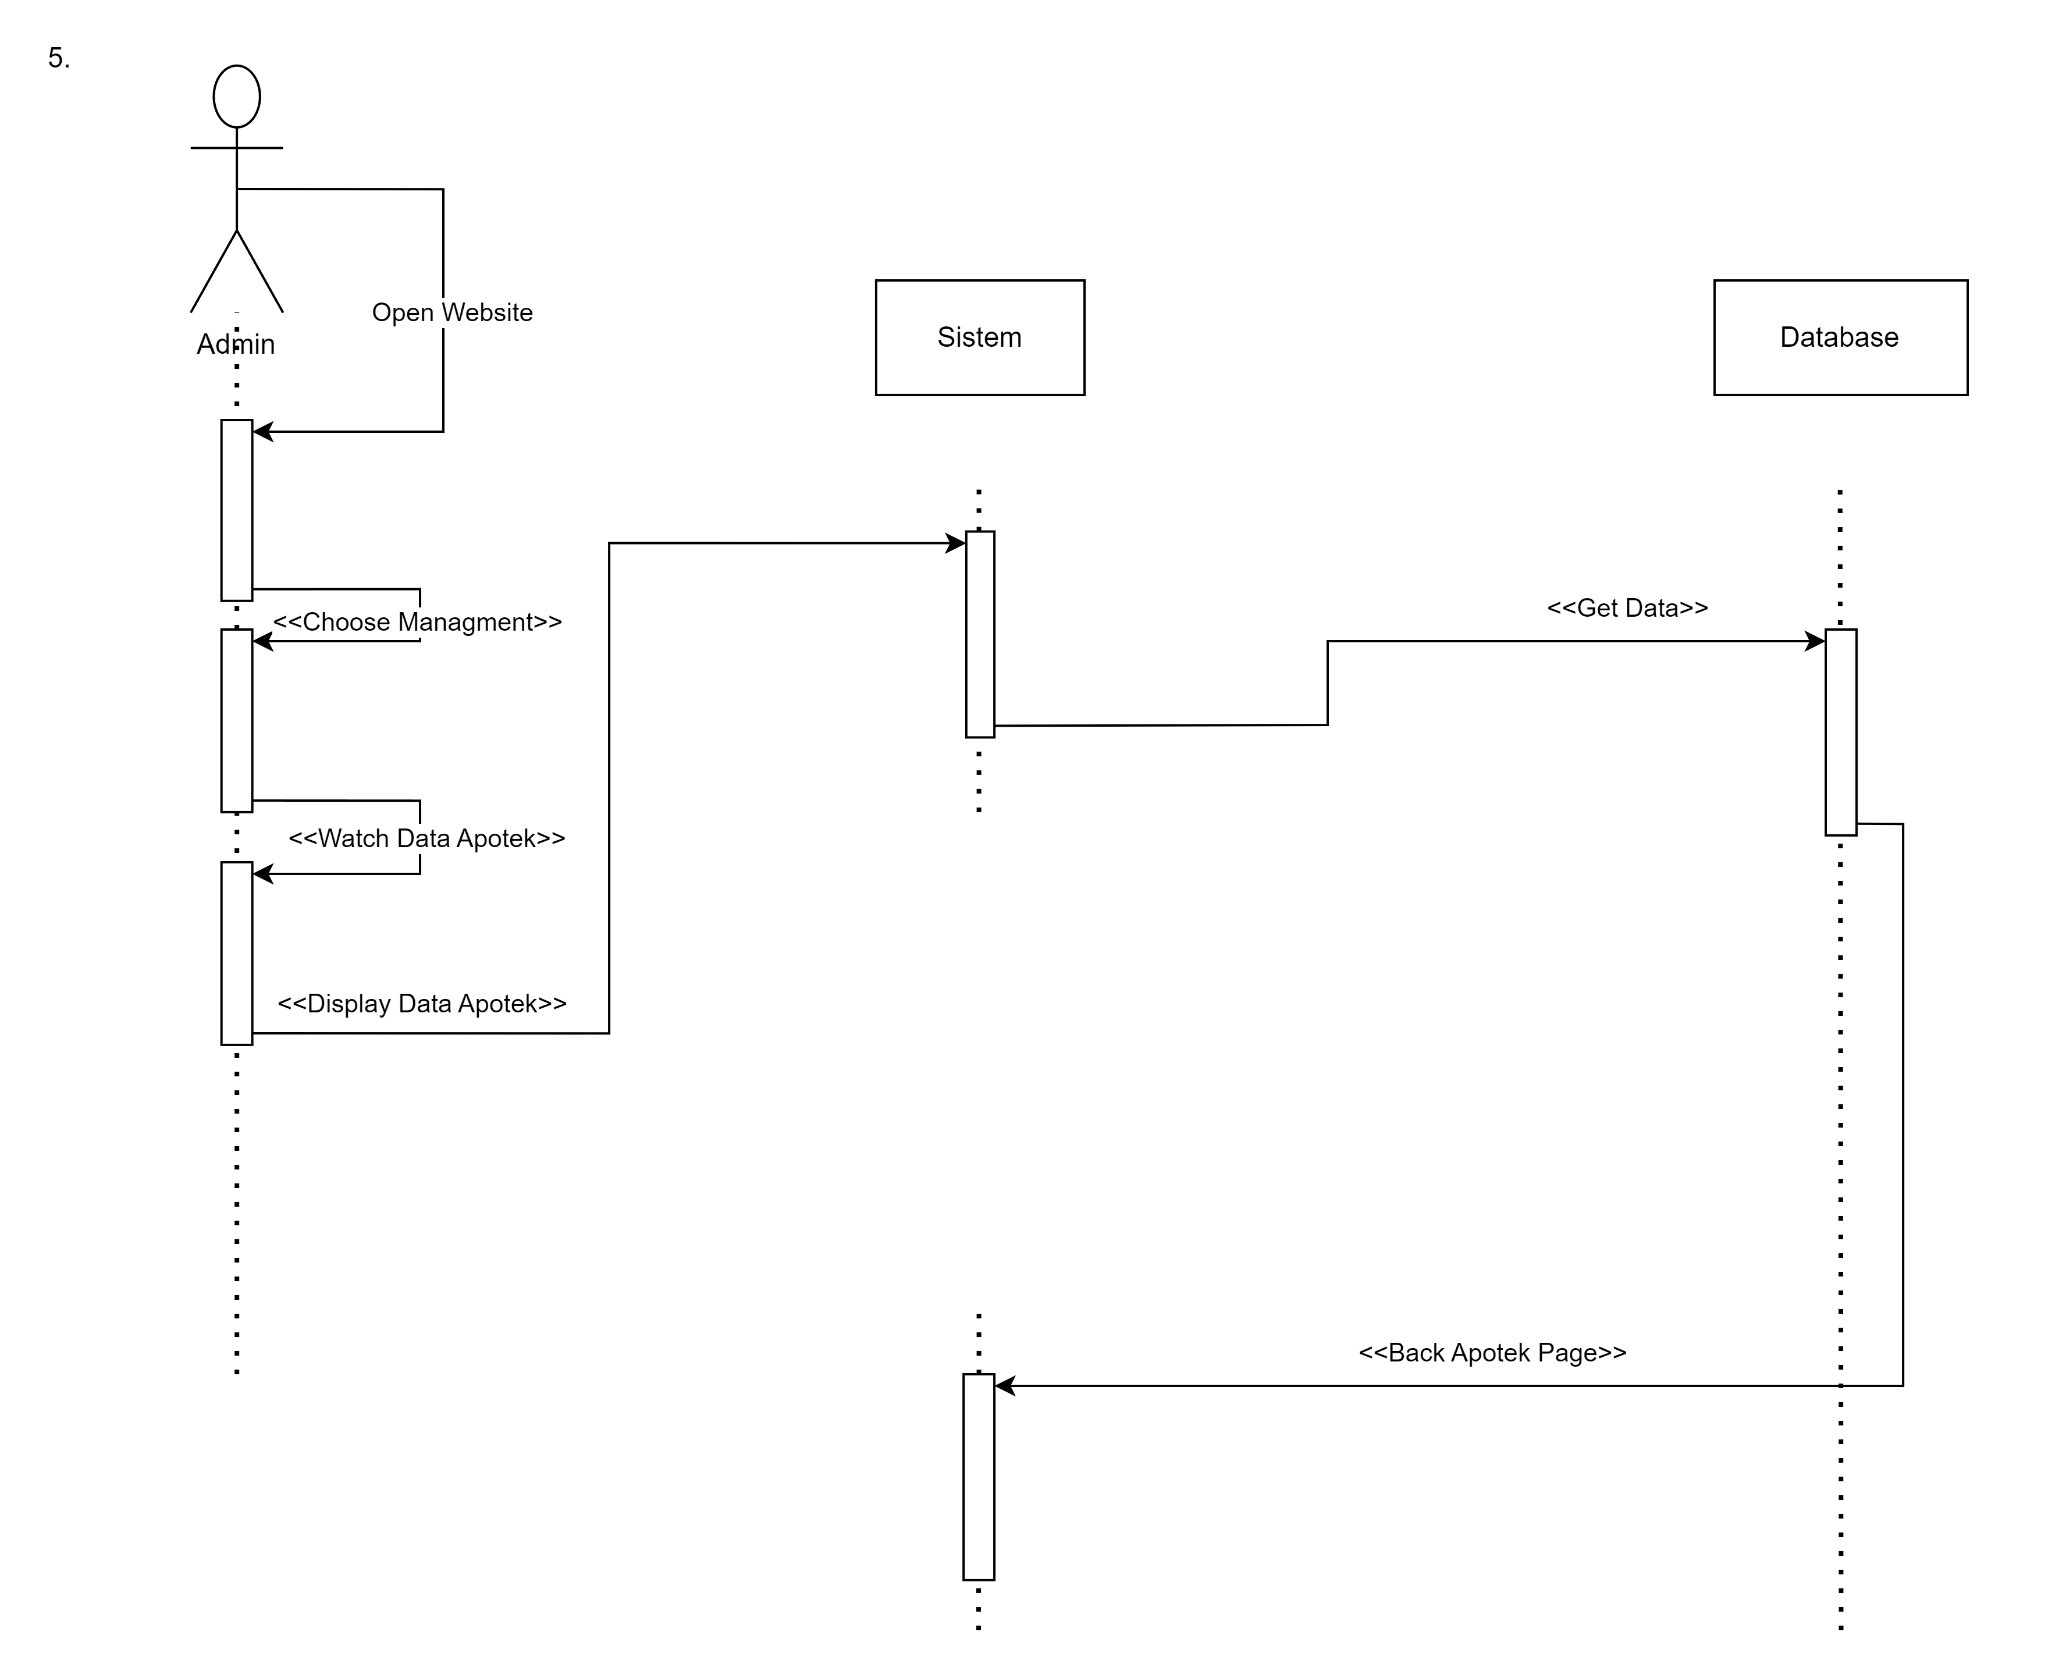 5.
Open Website
Admin
Sistem
Database
<<Choose Managment>>
<<Get Data>>
<<Watch Data Apotek>>
<<Display Data Apotek>>
<<Back Apotek Page>>